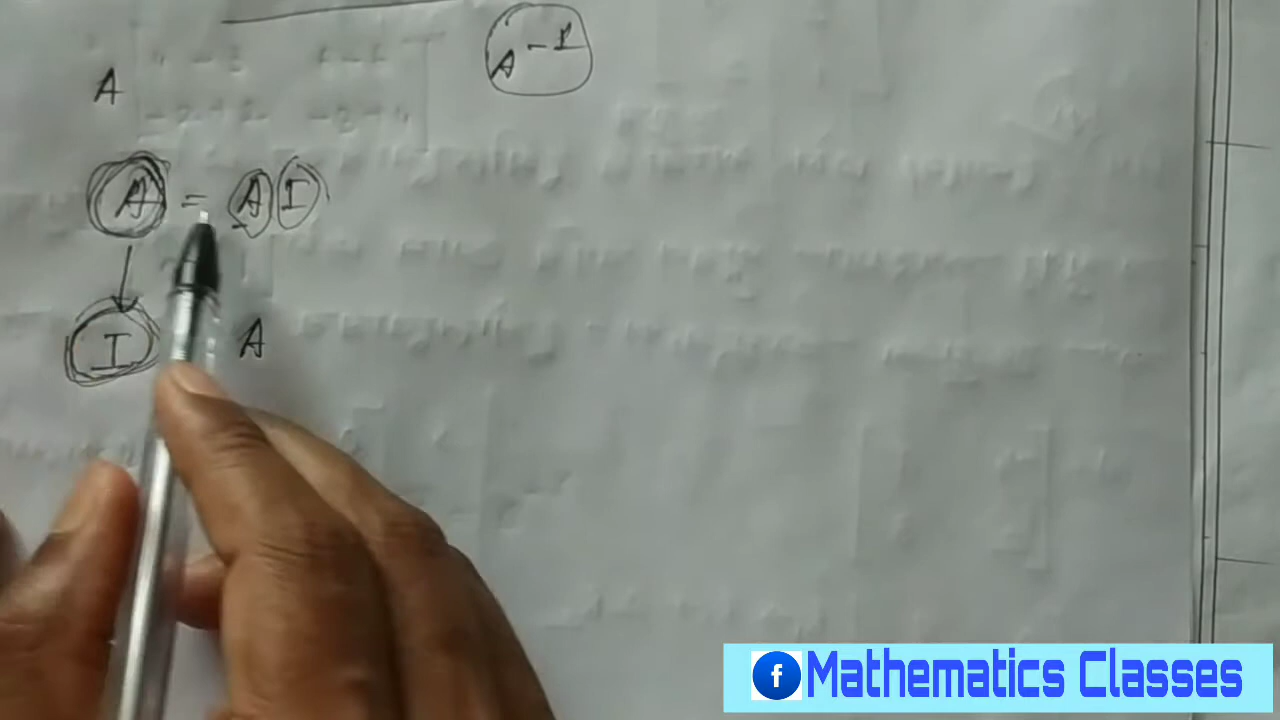 A⁻¹
A
A = A I
I A
Mathematics Classes